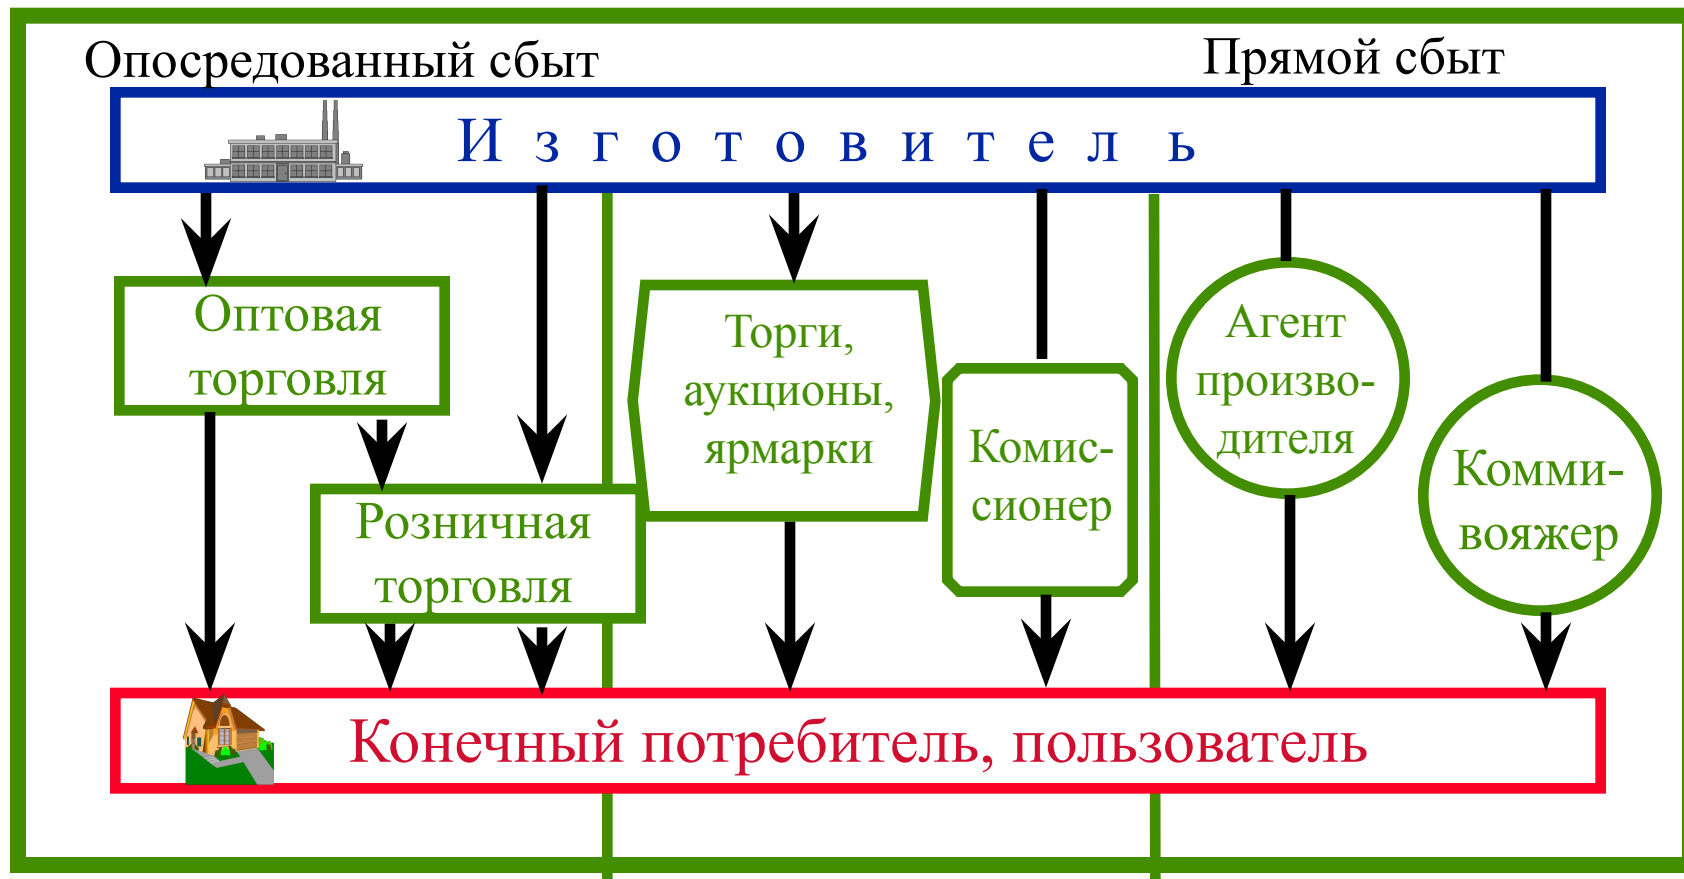 Опосредованный сбыт
Прямой сбыт
Изготовитель
Оптовая
торговля
Розничная
торговля
Торги,
аукционы,
ярмарки
Комис-
сионер
Агент
произво-
дителя
Комми-
вояжер
Конечный потребитель, пользователь